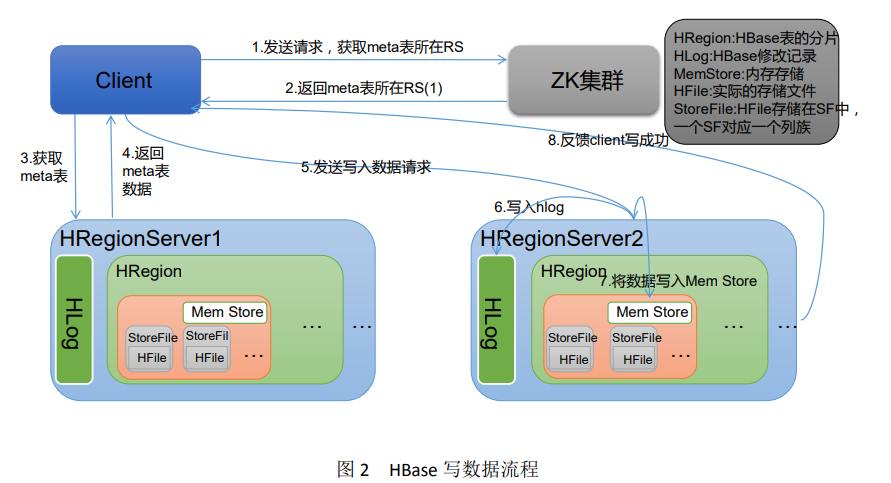 1.发送请求，获取meta表所在RS
Client
ZK集群
2.返回meta表所在RS(1)
HRegion:HBase表的分片
HLog:HBase修改记录
MemStore:内存存储
HFile:实际的存储文件
StoreFile:HFile存储在SF中，
一个SF对应一个列族
3.获取
meta表
4.返回
meta表
数据
5.发送写入数据请求
8.反馈client写成功
6.写入hlog
HRegionServer1
HLog
HRegion
Mem Store
StoreFile
HFile
StoreFil
HFile
...
...
...
HRegionServer2
HLog
HRegion
7.将数据写入Mem Store
Mem Store
StoreFile
HFile
StoreFile
HFile
...
...
...
图 2 HBase 写数据流程